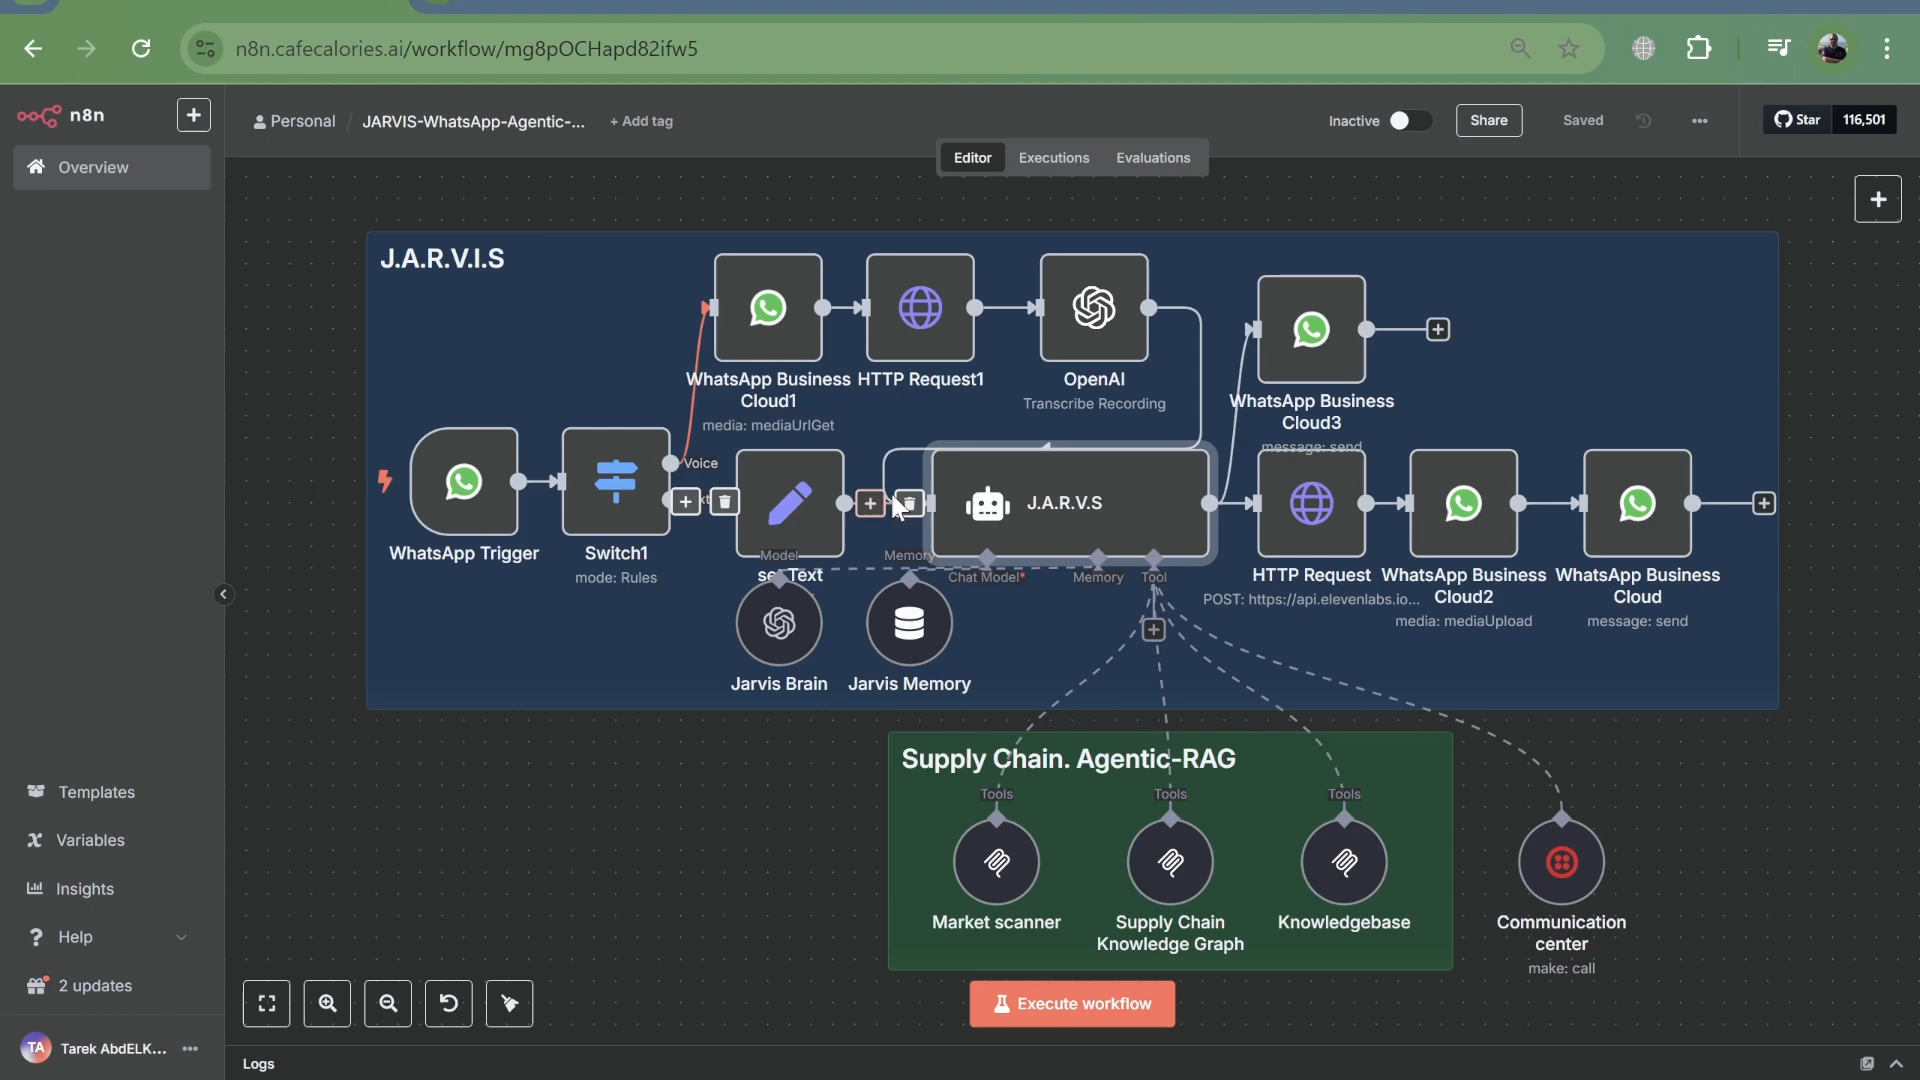 n8n.cafecalories.ai/workflow/mg8pOCHapd82ifw5
n8n
Personal / JARVIS-WhatsApp-Agentic-... + Add tag
Inactive
Share
Saved
Star 116,501
Overview
Editor
Executions
Evaluations
J.A.R.V.I.S
WhatsApp Business
Cloud1
media: mediaUrlGet
HTTP Request1
OpenAI
Transcribe Recording
WhatsApp Business
Cloud3
message: send
Voice
J.A.R.V.S
WhatsApp Trigger
Switch1
mode: Rules
Model
Memory
Chat Model*
Memory
Tool
HTTP Request
POST: https://api.elevenlabs.io...
WhatsApp Business
Cloud2
media: mediaUpload
WhatsApp Business
Cloud
message: send
Jarvis Brain
Jarvis Memory
Supply Chain. Agentic-RAG
Tools
Tools
Tools
Market scanner
Supply Chain
Knowledge Graph
Knowledgebase
Communication
center
make: call
Templates
Variables
Insights
Help
2 updates
TA
Tarek AbdELK...
Execute workflow
Logs